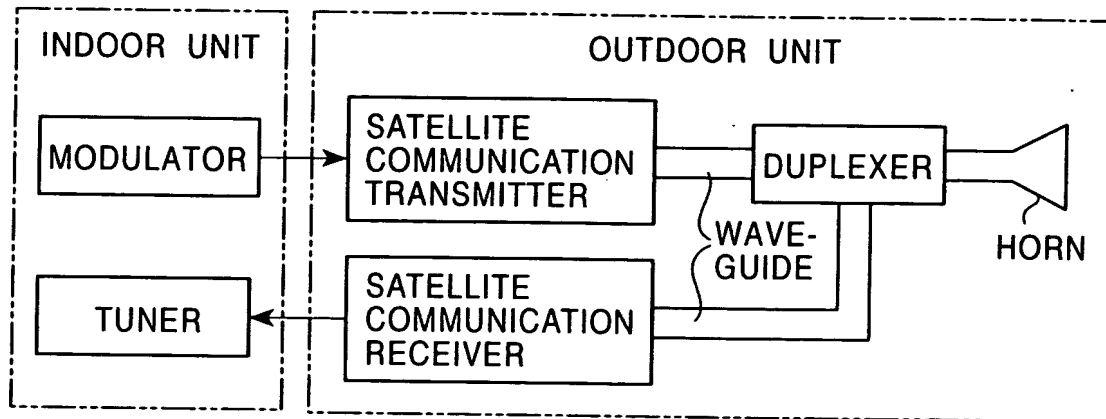 INDOOR UNIT
OUTDOOR UNIT
MODULATOR
SATELLITE
COMMUNICATION
TRANSMITTER
DUPLEXER
HORN
WAVE-
GUIDE
TUNER
SATELLITE
COMMUNICATION
RECEIVER